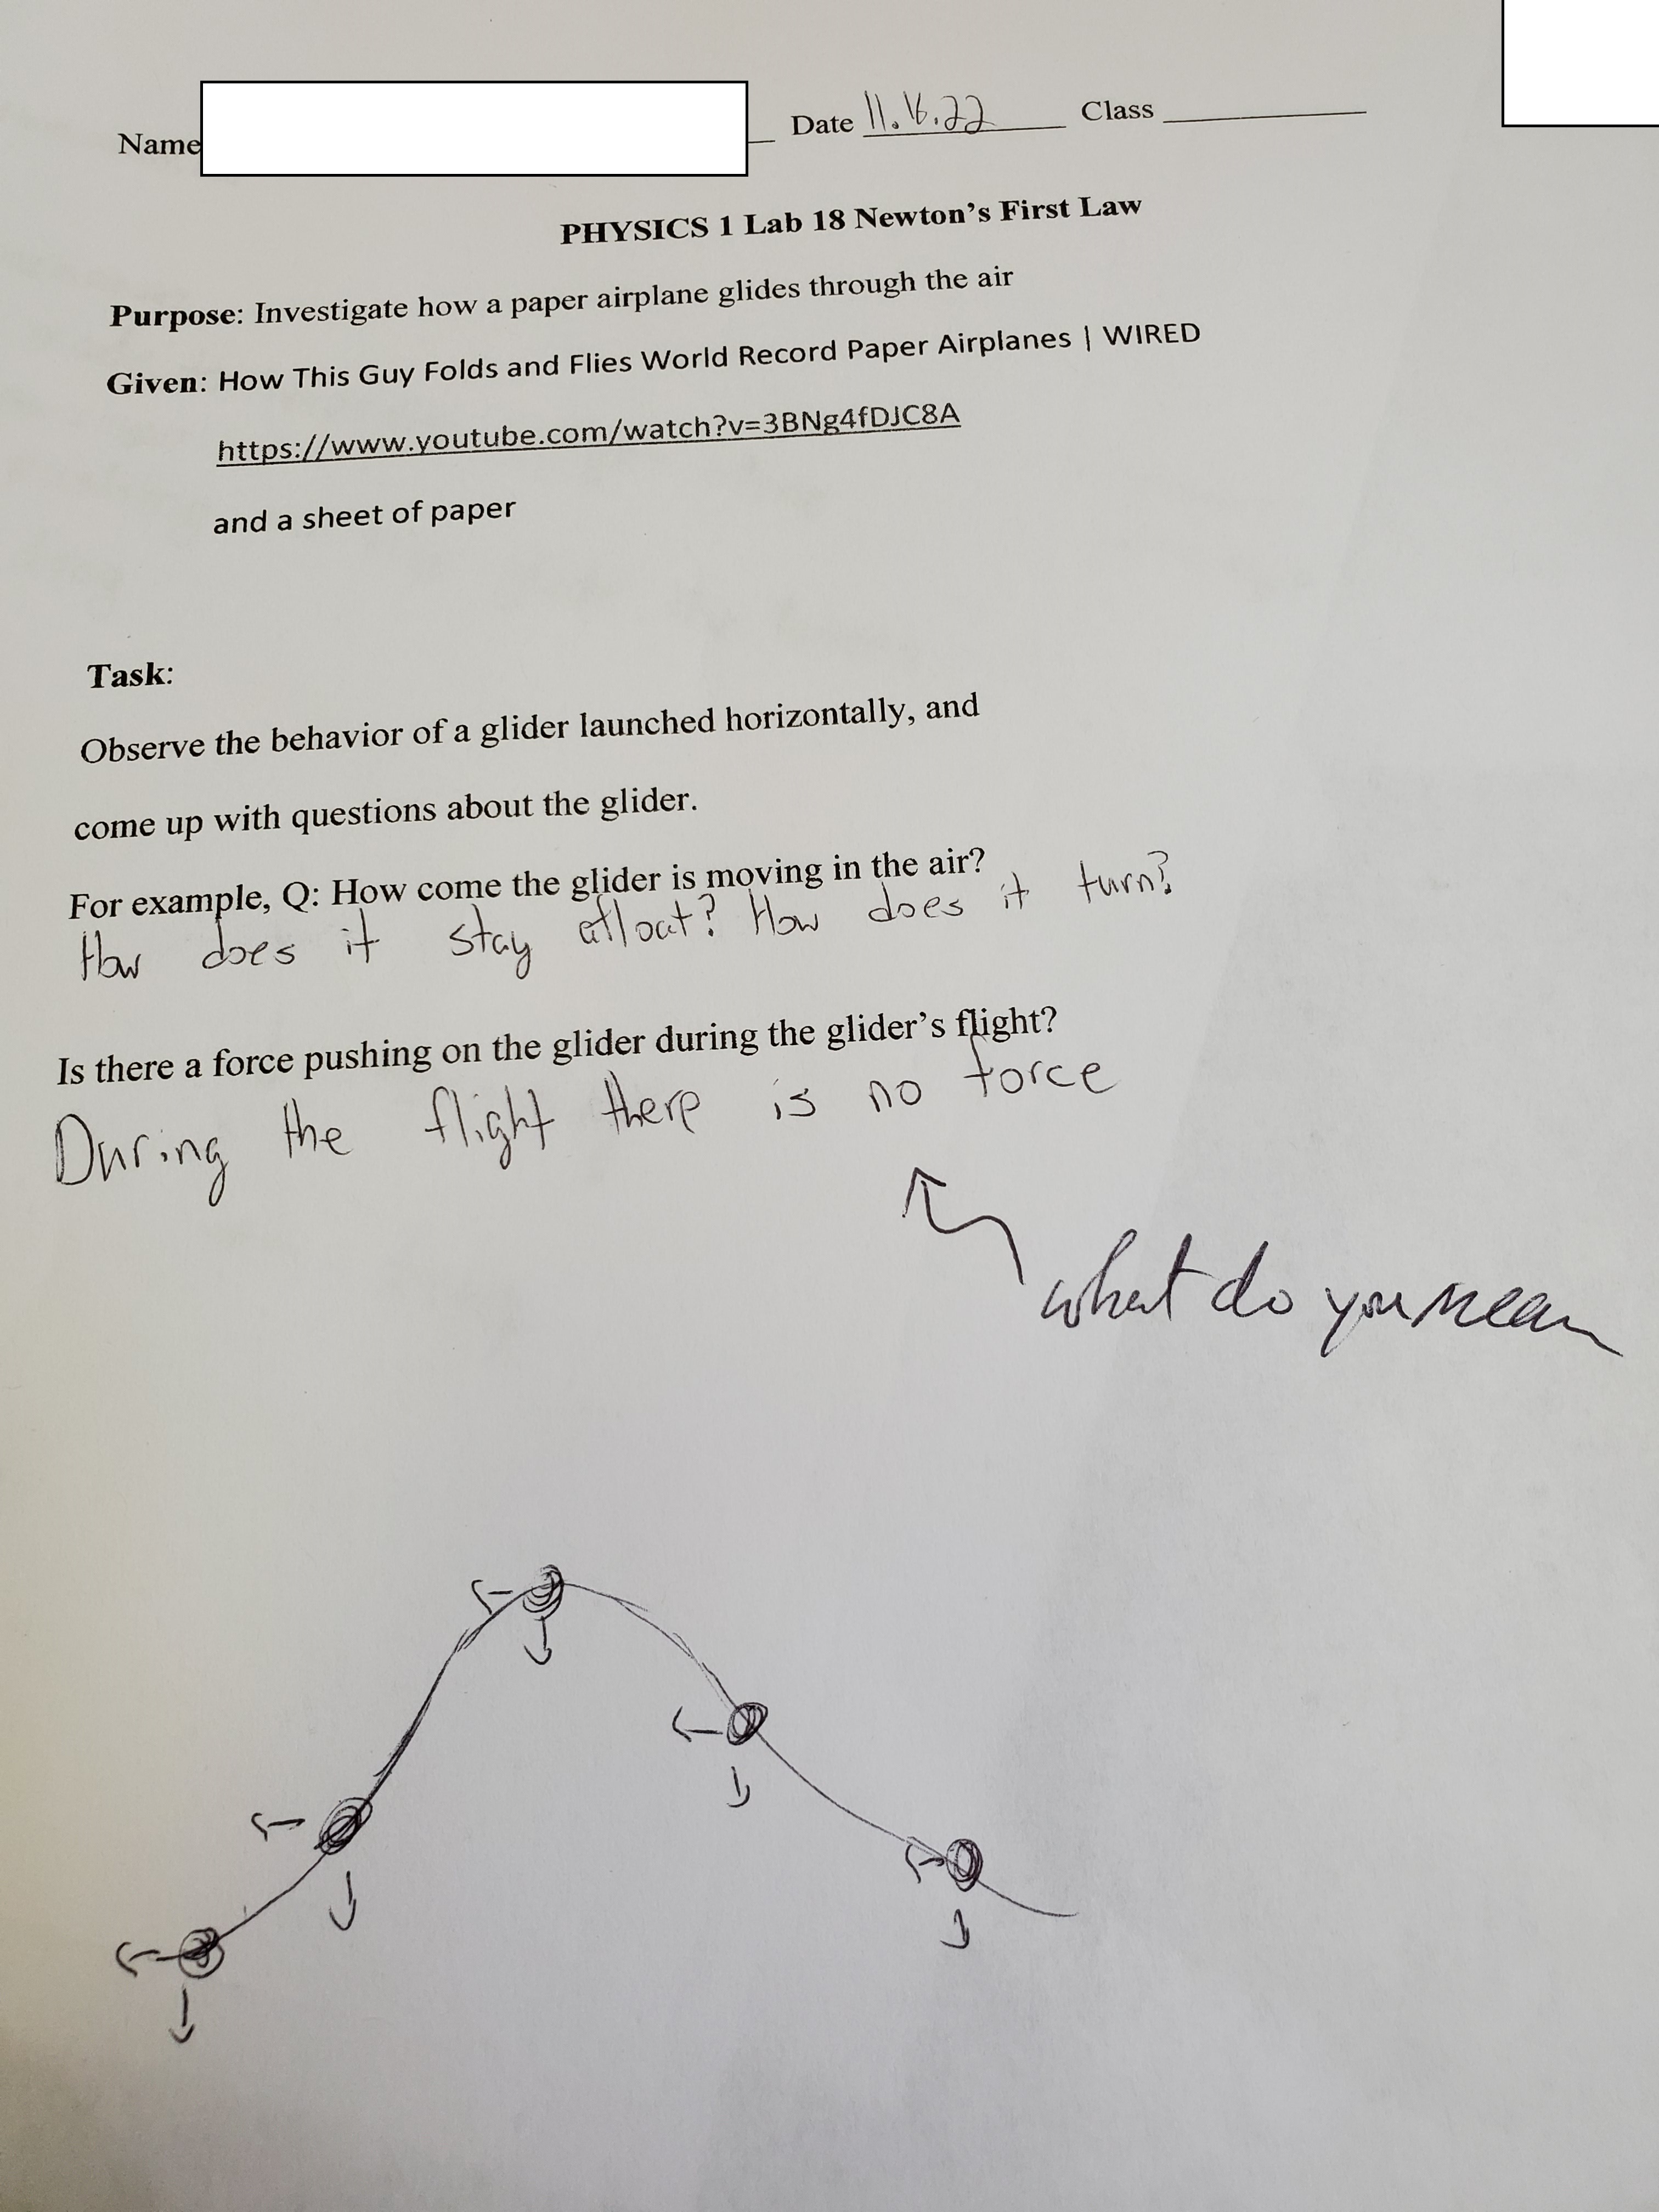 Name Date 11.16.22 Class
PHYSICS 1 Lab 18 Newton's First Law
Purpose: Investigate how a paper airplane glides through the air
Given: How This Guy Folds and Flies World Record Paper Airplanes | WIRED
https://www.youtube.com/watch?v=3BNg4fDJC8A
and a sheet of paper
Task:
Observe the behavior of a glider launched horizontally, and
come up with questions about the glider.
For example, Q: How come the glider is moving in the air?
How does it stay afloat? How does it turn?
Is there a force pushing on the glider during the glider's flight?
During the flight there is no force
what do you mean